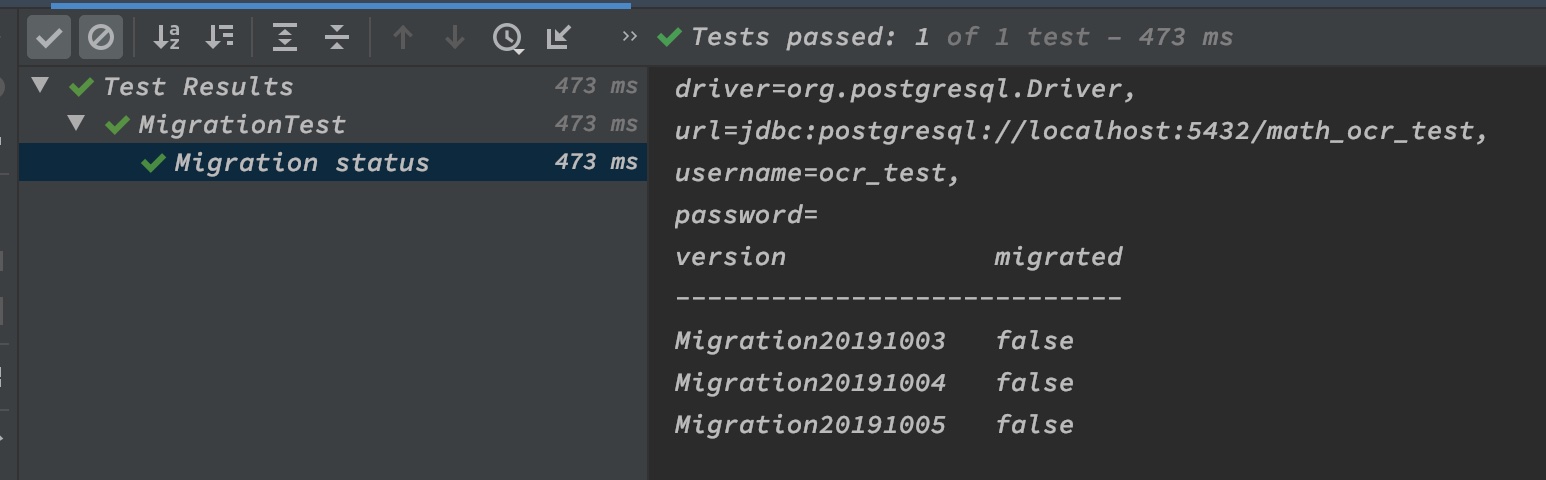 Tests passed: 1 of 1 test – 473 ms
Test Results 473 ms
MigrationTest 473 ms
Migration status 473 ms
driver=org.postgresql.Driver,
url=jdbc:postgresql://localhost:5432/math_ocr_test,
username=ocr_test,
password=
version migrated
----------------------------
Migration20191003 false
Migration20191004 false
Migration20191005 false